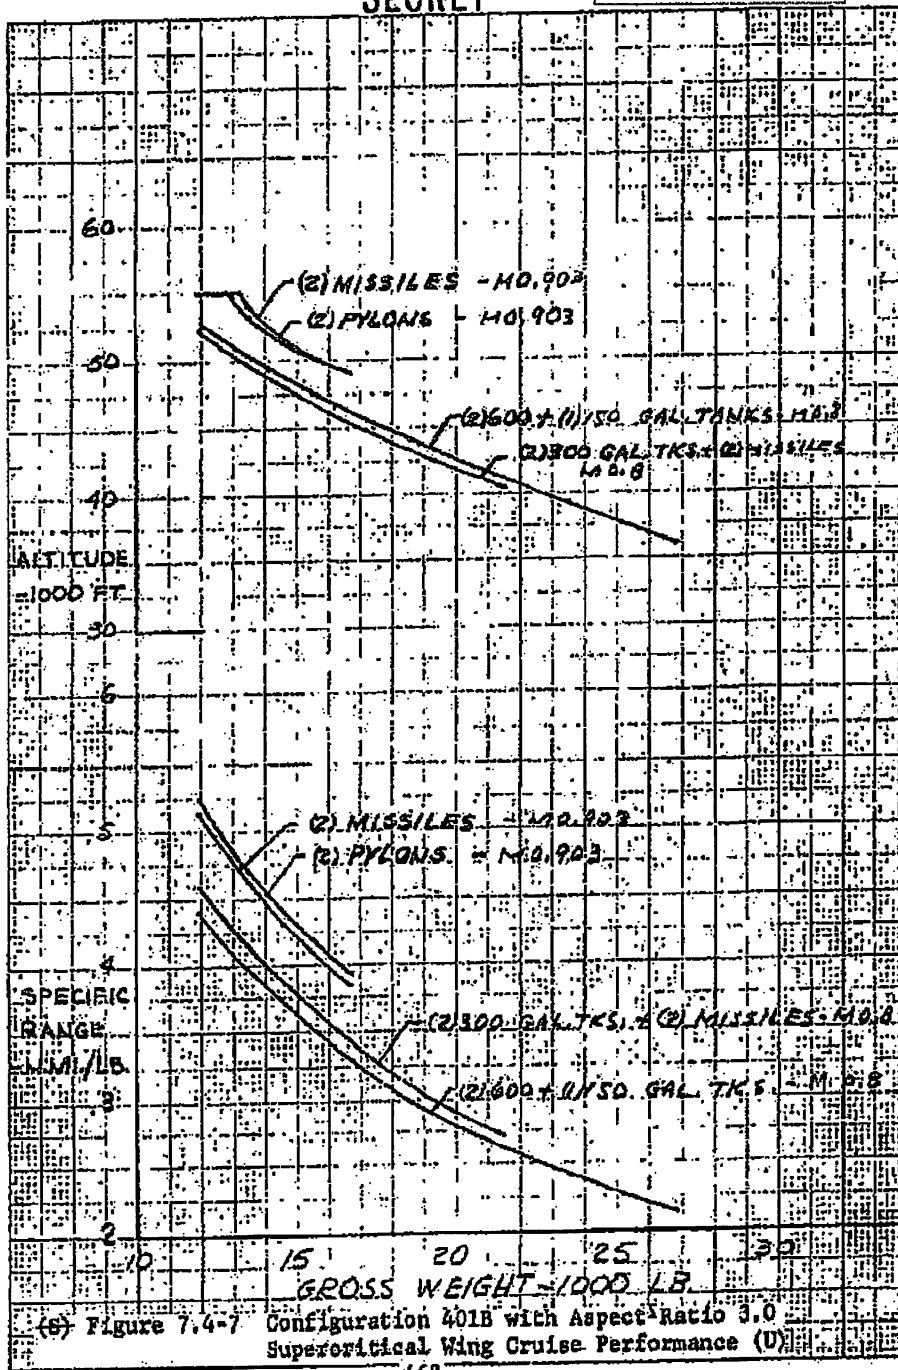 SECRET
60
(2) MISSILES - M0.903
(2) PYLONS - M0.903
50
(2) 600 + (1) 150 GAL. TANKS - M0.8
(2) 300 GAL. TKS. + (2) MISSILES
M 0.8
40
ALTITUDE
~1000 FT
30
6
5
(2) MISSILES - M0.903
(2) PYLONS - M0.903
4
SPECIFIC
RANGE
N.MI./LB
(2) 300 GAL. TKS. + (2) MISSILES - M0.8
3
(2) 600 + (1) 150 GAL. TKS - M 0.8
2
10 15 20 25 30
GROSS WEIGHT ~ 1000 LB
(S) Figure 7.4-7 Configuration 401B with Aspect Ratio 3.0
Supercritical Wing Cruise Performance (U)